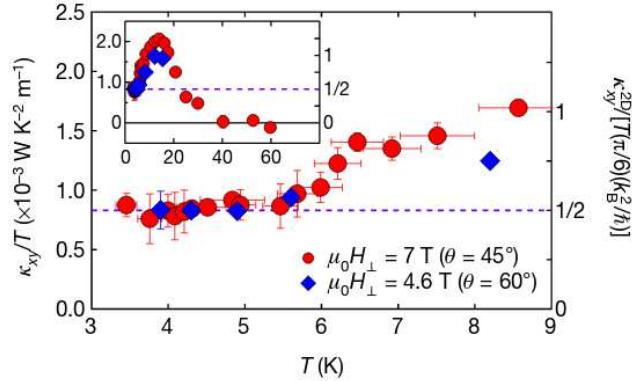 2.5
2.0
1.5
1.0
0.5
0.0
κxy/T (×10⁻³ W K⁻² m⁻¹)
2.0
1.0
0
0 20 40 60
1
1/2
0
1
1/2
0
κ²ᴰxy/[T(π/6)(k²B/ħ)]
μ₀H⊥ = 7 T (θ = 45°)
μ₀H⊥ = 4.6 T (θ = 60°)
3 4 5 6 7 8 9
T (K)